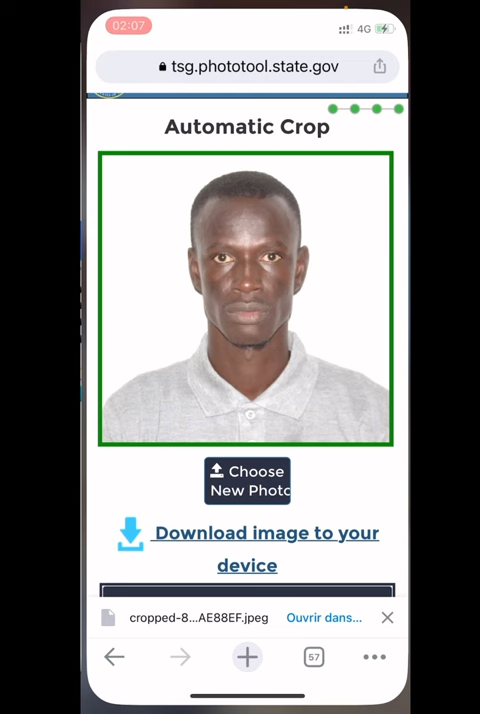 02:07
4G
tsg.phototool.state.gov
Automatic Crop
Choose
New Photo
Download image to your
device
cropped-8...AE88EF.jpeg
Ouvrir dans...
57